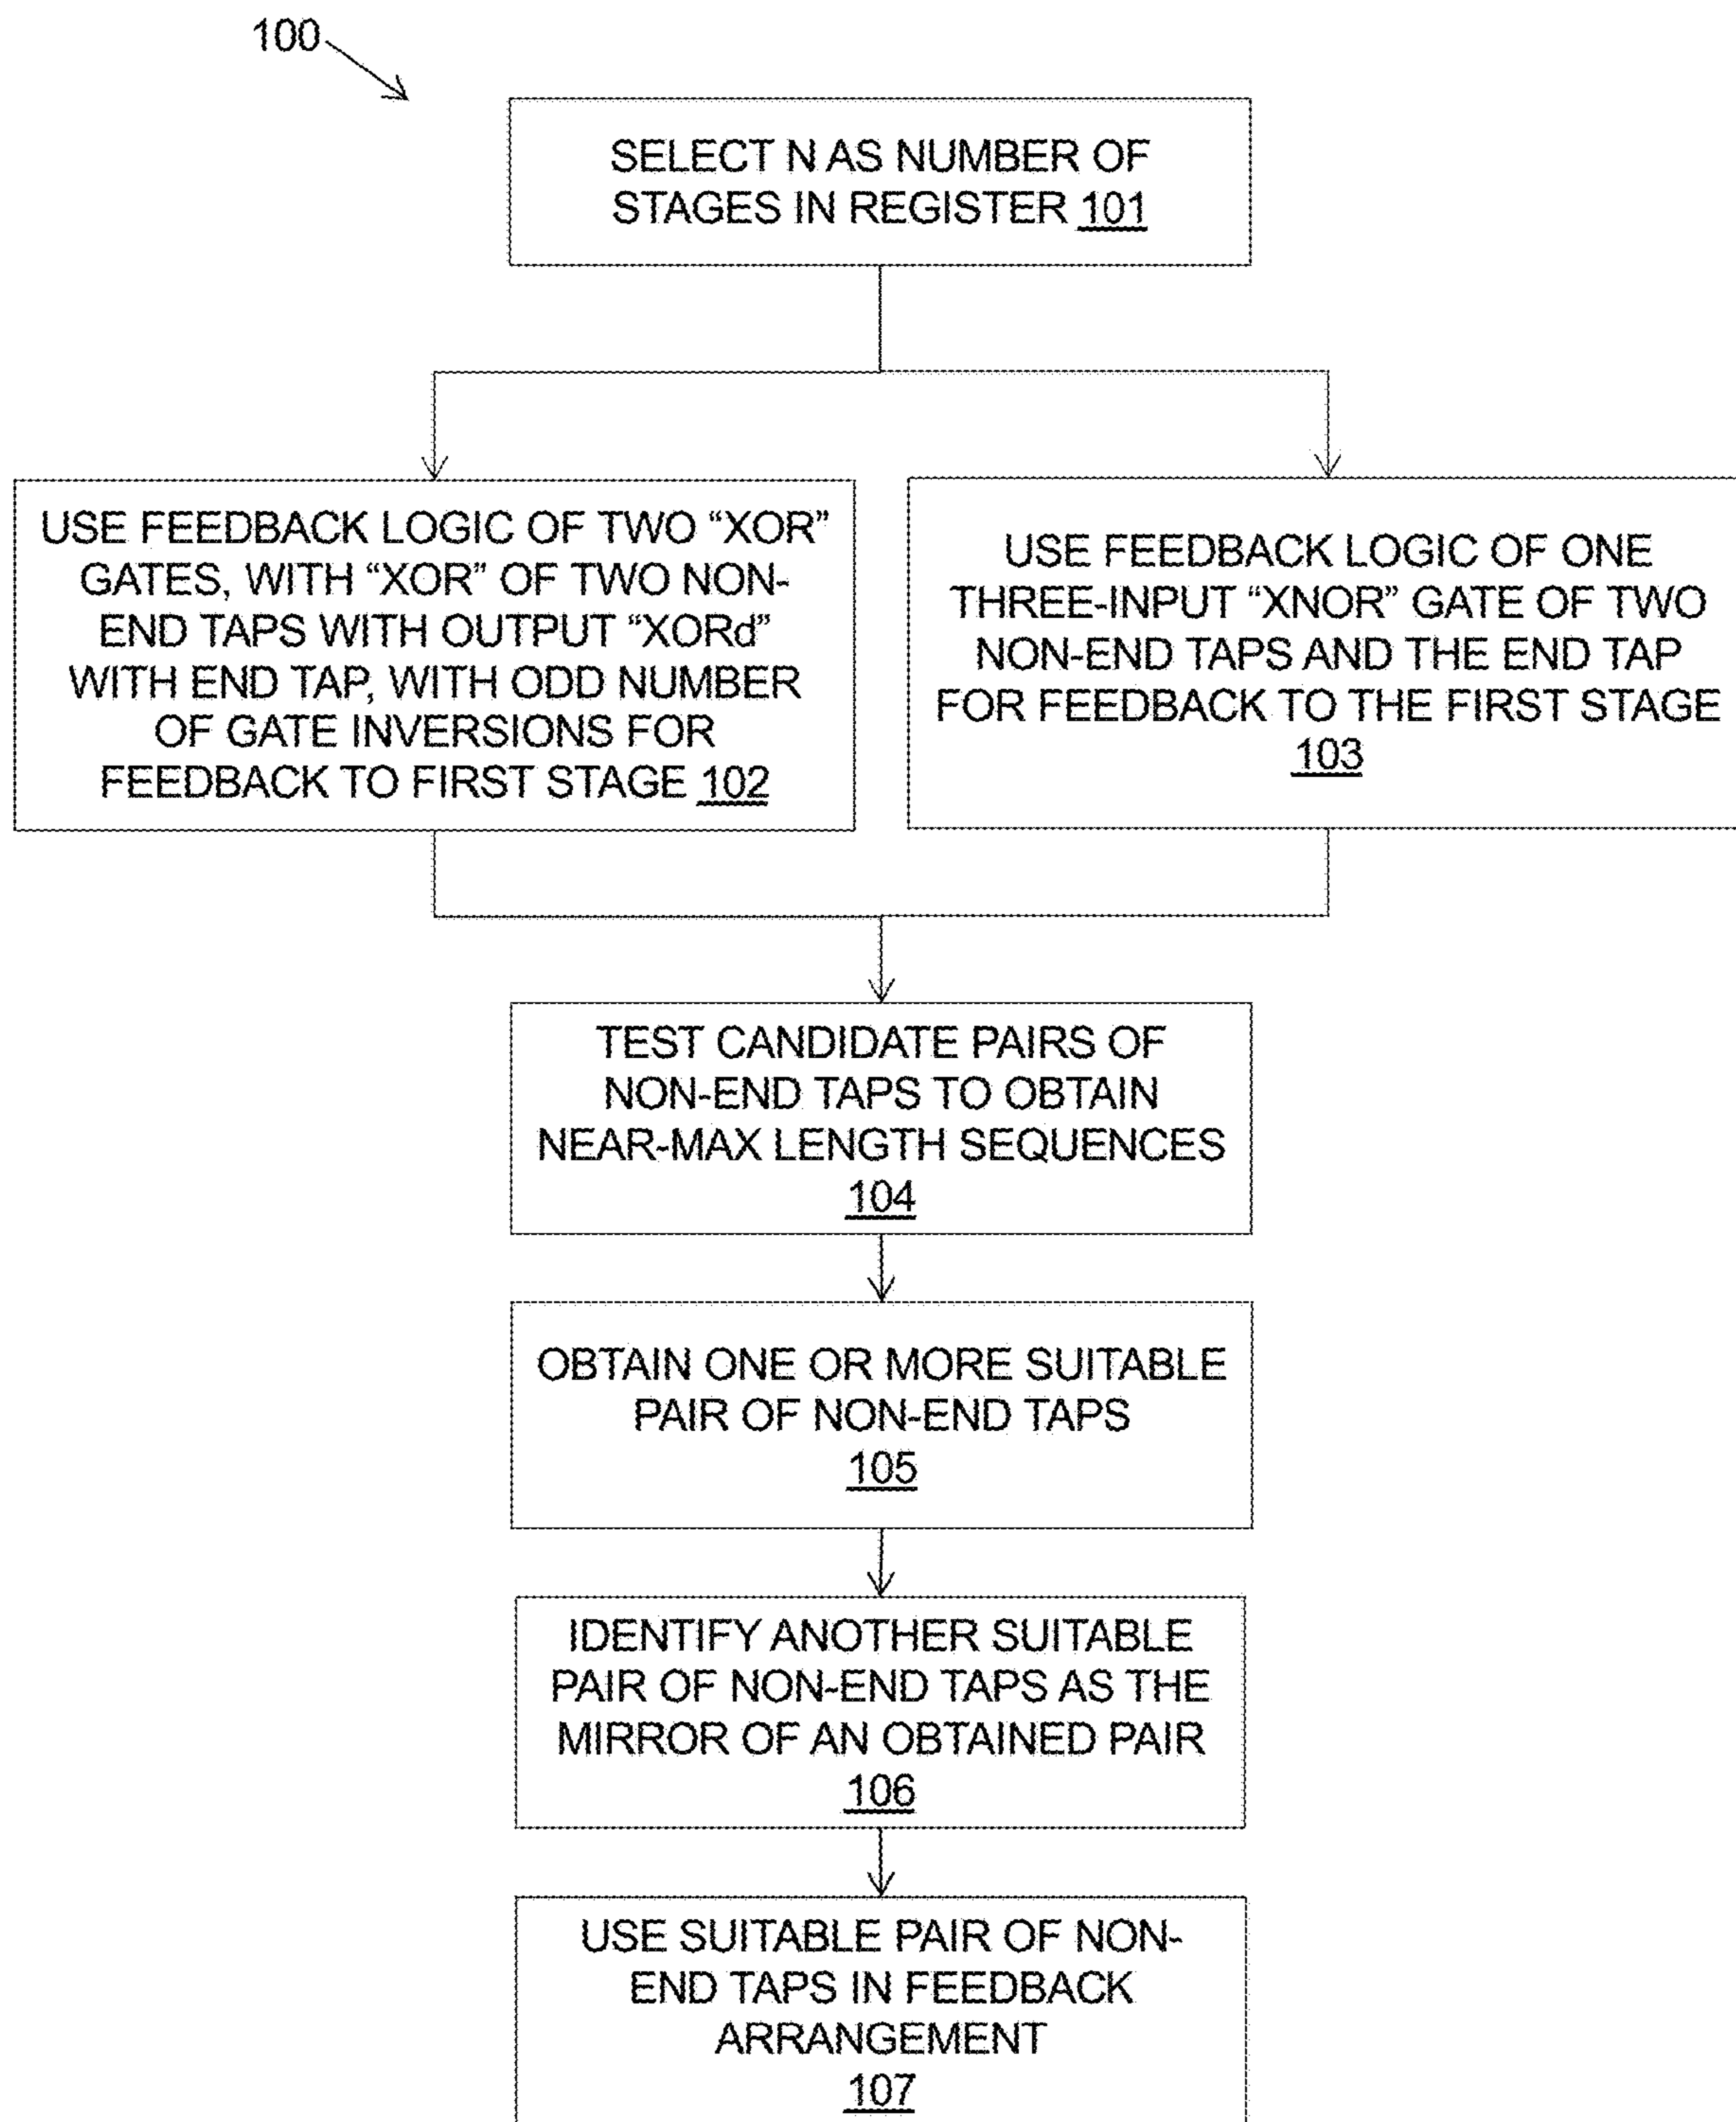 100
SELECT N AS NUMBER OF
STAGES IN REGISTER 101
USE FEEDBACK LOGIC OF TWO “XOR”
GATES, WITH “XOR” OF TWO NON-
END TAPS WITH OUTPUT “XORd”
WITH END TAP, WITH ODD NUMBER
OF GATE INVERSIONS FOR
FEEDBACK TO FIRST STAGE 102
USE FEEDBACK LOGIC OF ONE
THREE-INPUT “XNOR” GATE OF TWO
NON-END TAPS AND THE END TAP
FOR FEEDBACK TO THE FIRST STAGE
103
TEST CANDIDATE PAIRS OF
NON-END TAPS TO OBTAIN
NEAR-MAX LENGTH SEQUENCES
104
OBTAIN ONE OR MORE SUITABLE
PAIR OF NON-END TAPS
105
IDENTIFY ANOTHER SUITABLE
PAIR OF NON-END TAPS AS THE
MIRROR OF AN OBTAINED PAIR
106
USE SUITABLE PAIR OF NON-
END TAPS IN FEEDBACK
ARRANGEMENT
107